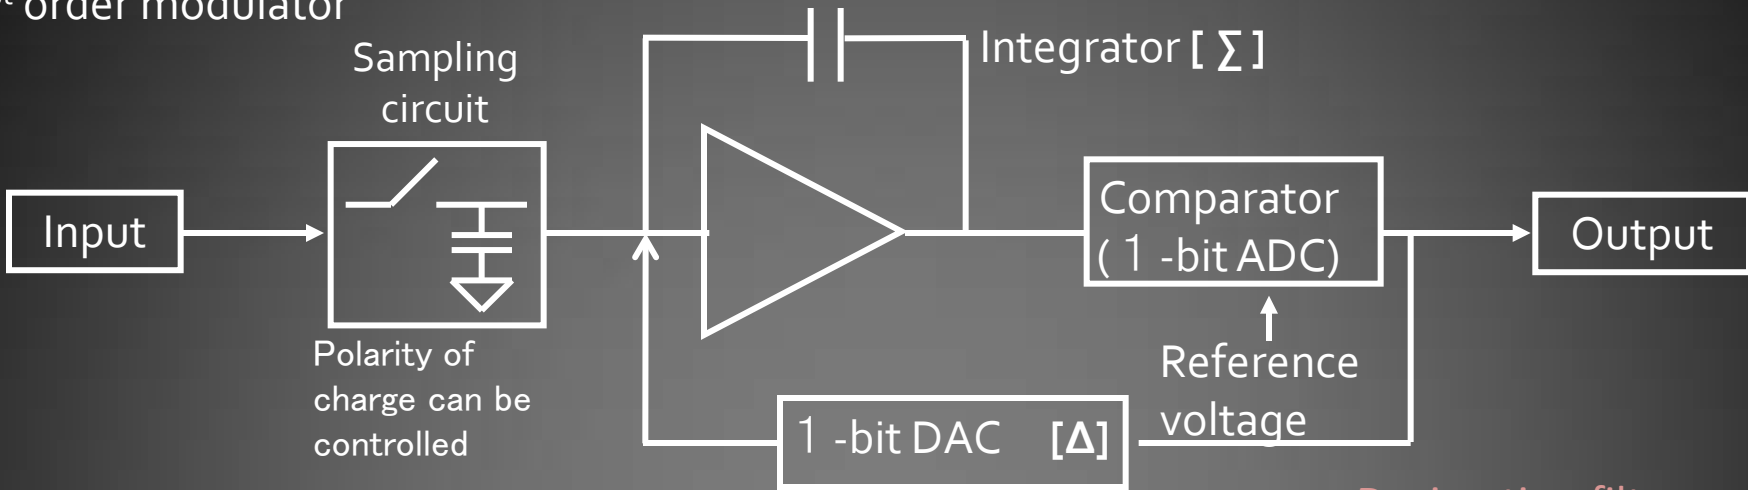 order modulator
Sampling
circuit
Integrator [ ∑ ]
Input
Comparator
( 1 -bit ADC)
Output
Polarity of
charge can be
controlled
Reference
voltage
1 -bit DAC [Δ]